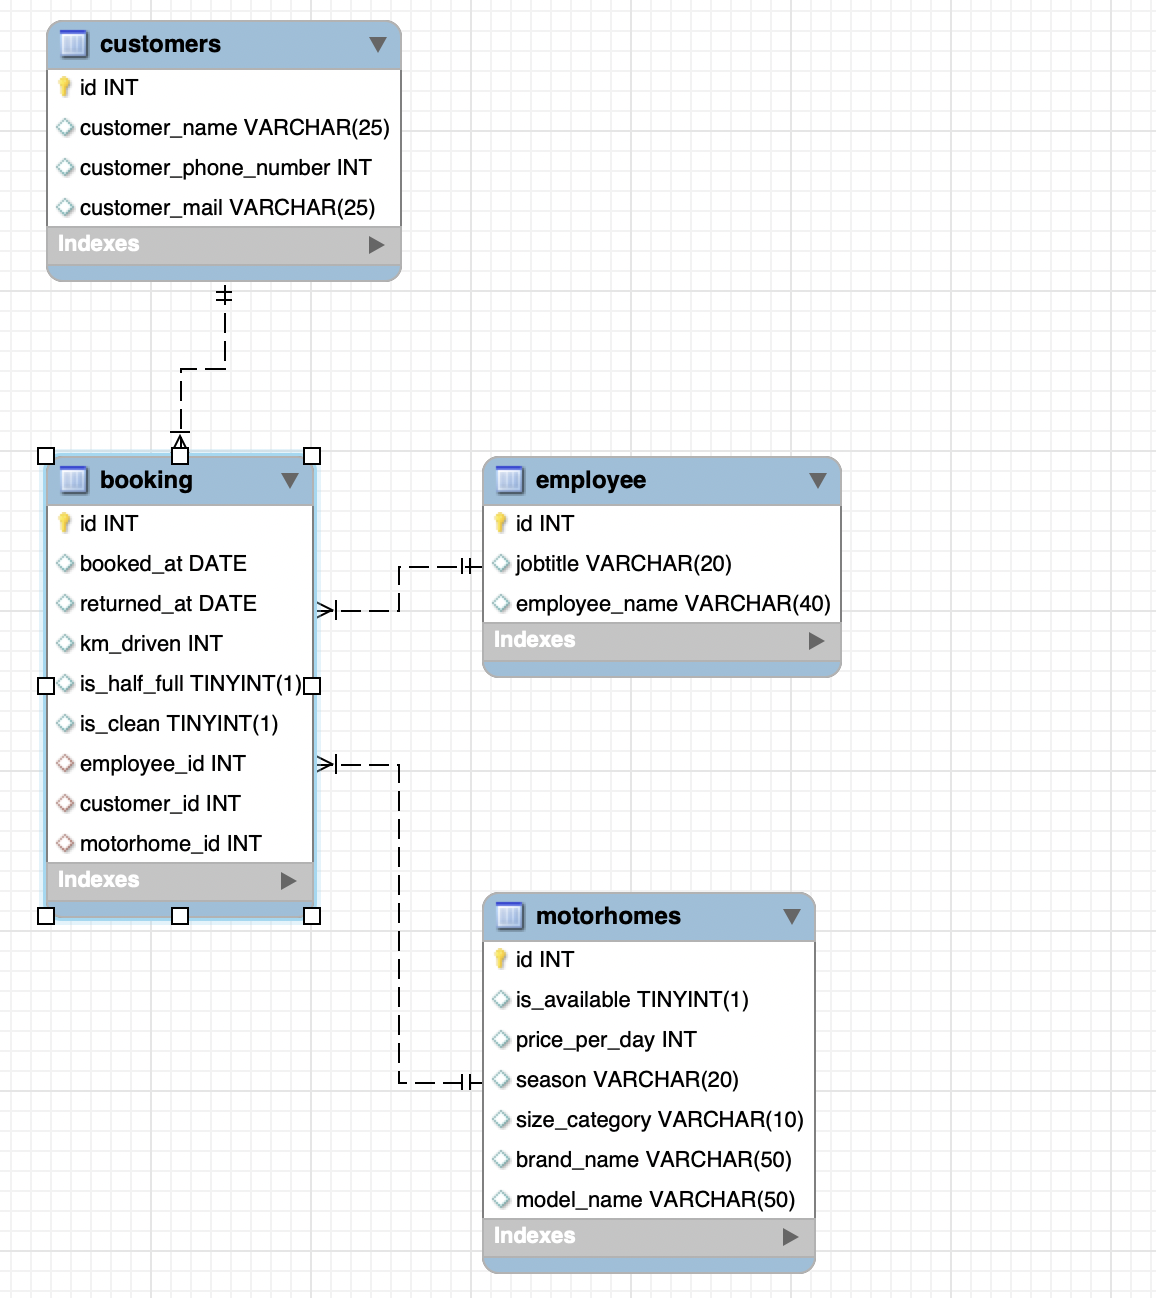 customers
id INT
customer_name VARCHAR(25)
customer_phone_number INT
customer_mail VARCHAR(25)
Indexes
booking
id INT
booked_at DATE
returned_at DATE
km_driven INT
is_half_full TINYINT(1)
is_clean TINYINT(1)
employee_id INT
customer_id INT
motorhome_id INT
Indexes
employee
id INT
jobtitle VARCHAR(20)
employee_name VARCHAR(40)
Indexes
motorhomes
id INT
is_available TINYINT(1)
price_per_day INT
season VARCHAR(20)
size_category VARCHAR(10)
brand_name VARCHAR(50)
model_name VARCHAR(50)
Indexes